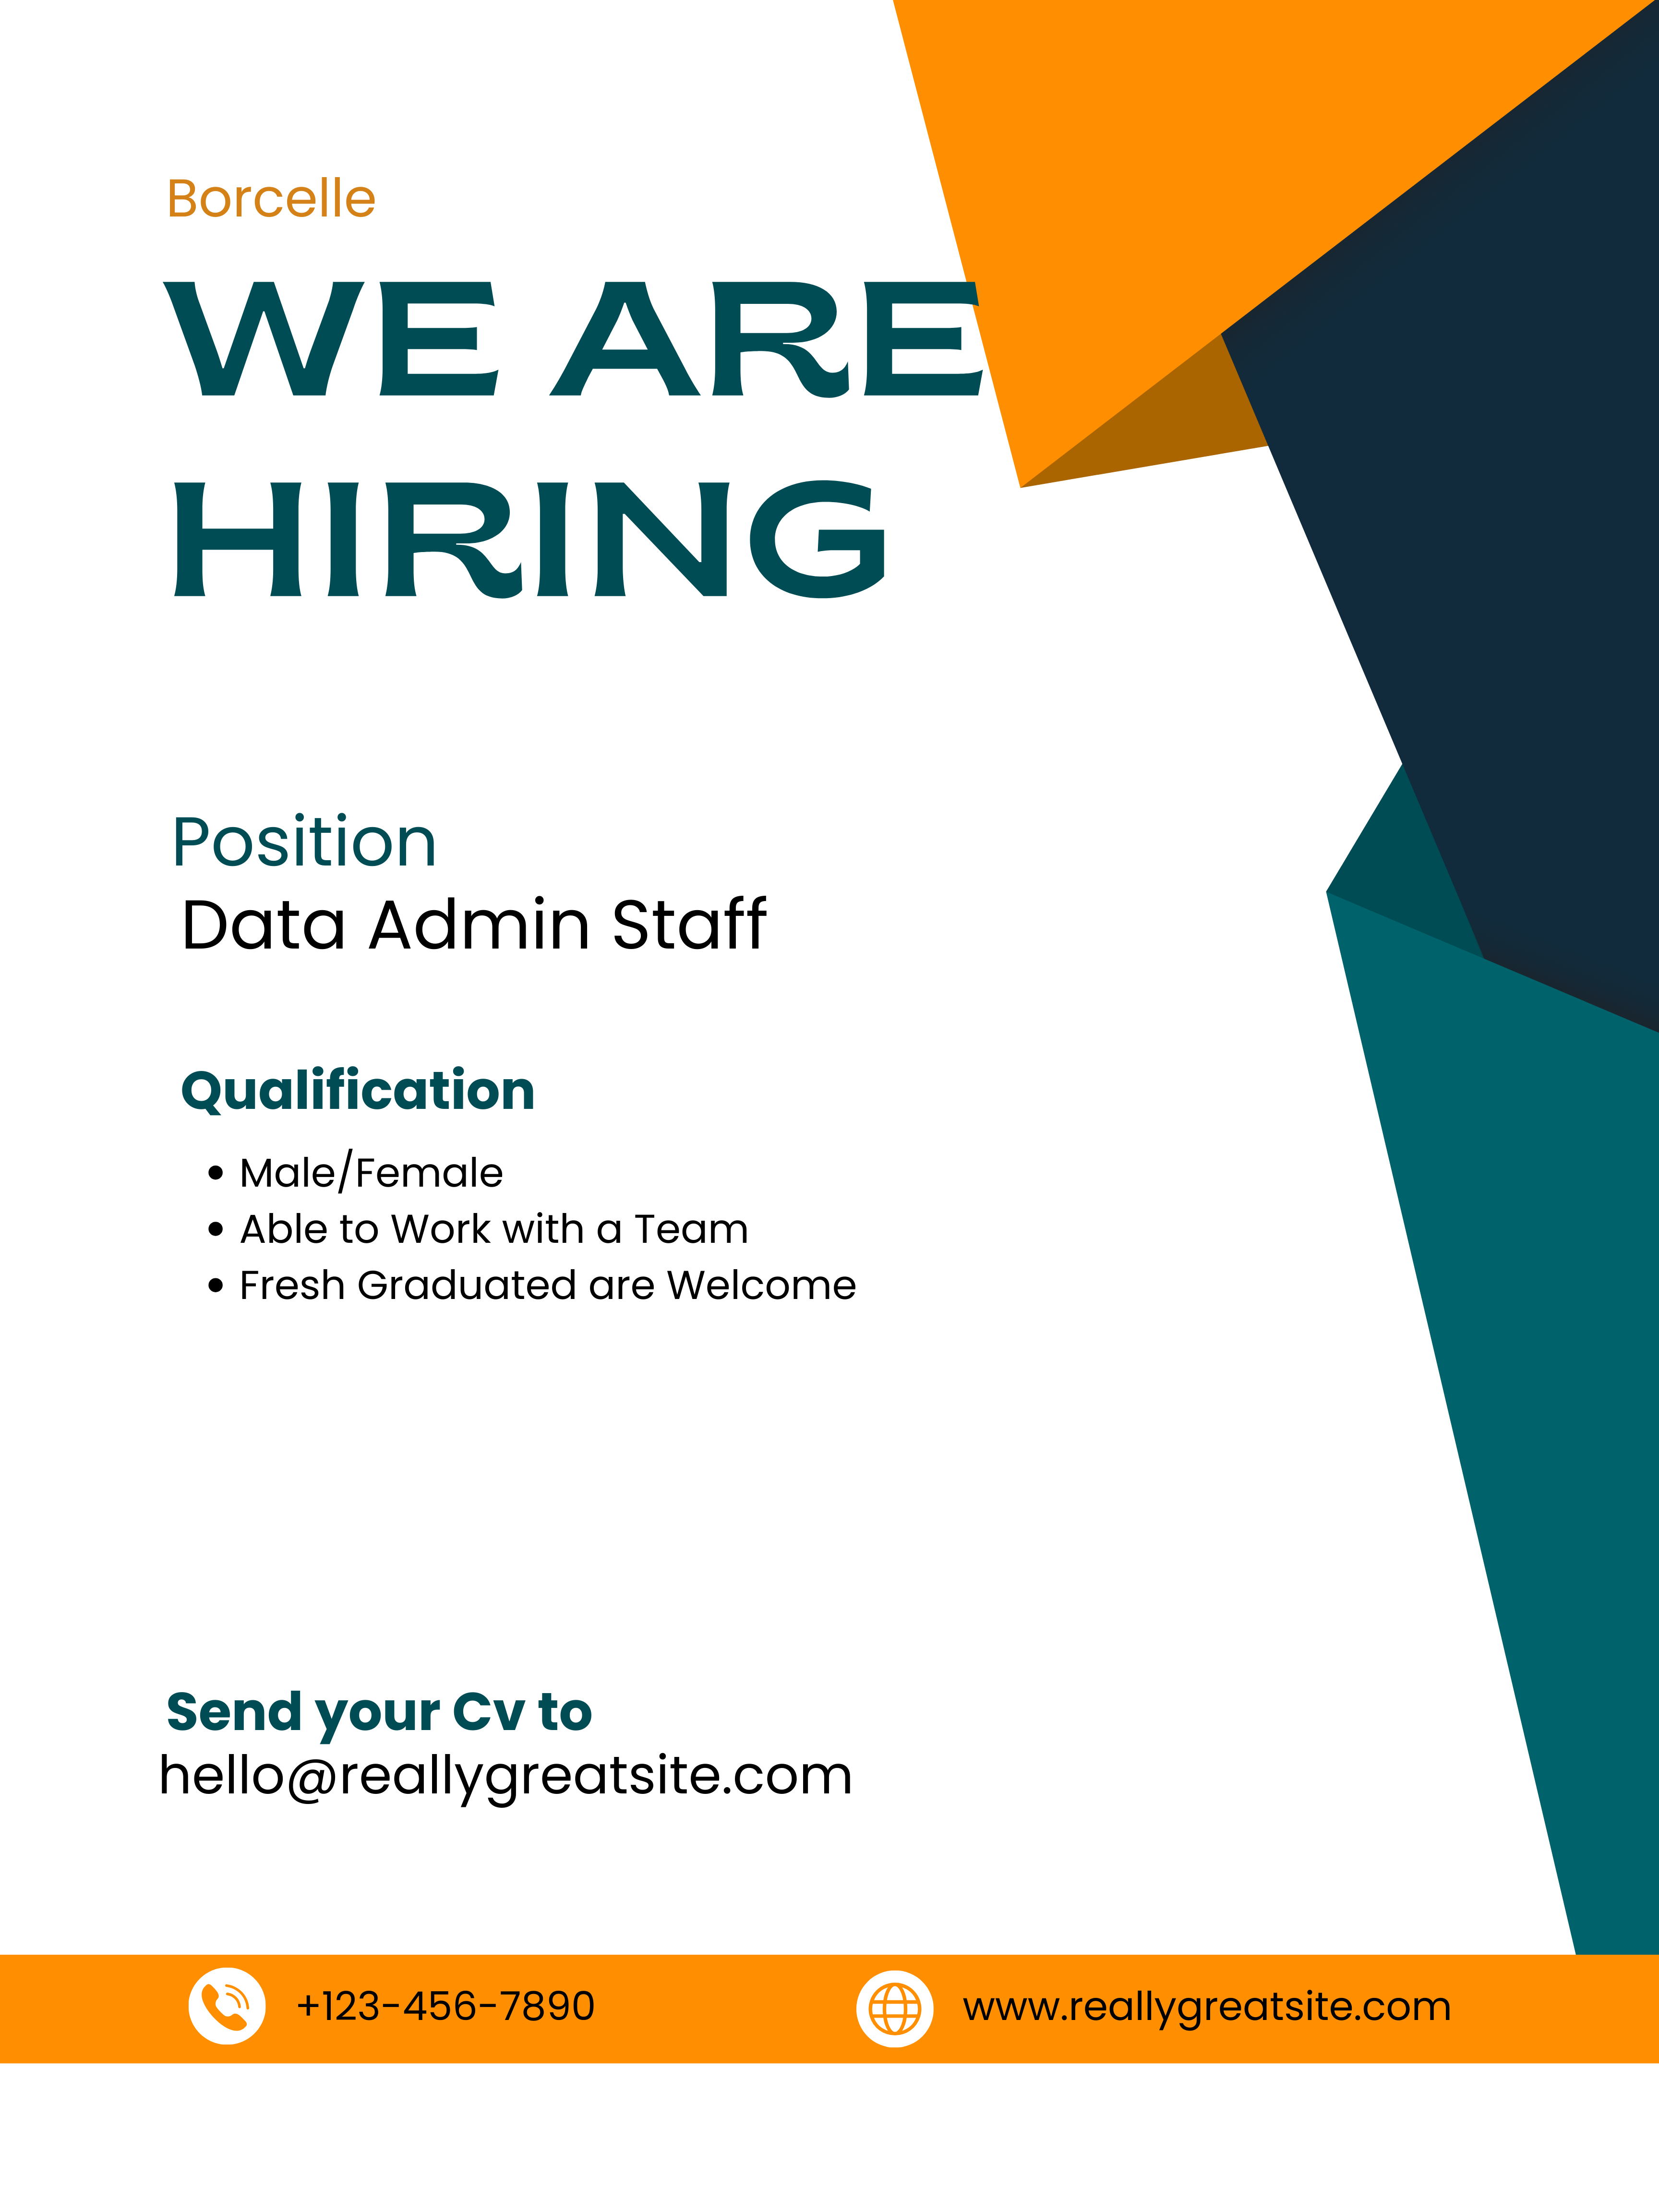 Borcelle
WE ARE
HIRING
Position
Data Admin Staff
Qualification
• Male/Female
• Able to Work with a Team
• Fresh Graduated are Welcome
Send your Cv to
hello@reallygreatsite.com
+123-456-7890
www.reallygreatsite.com